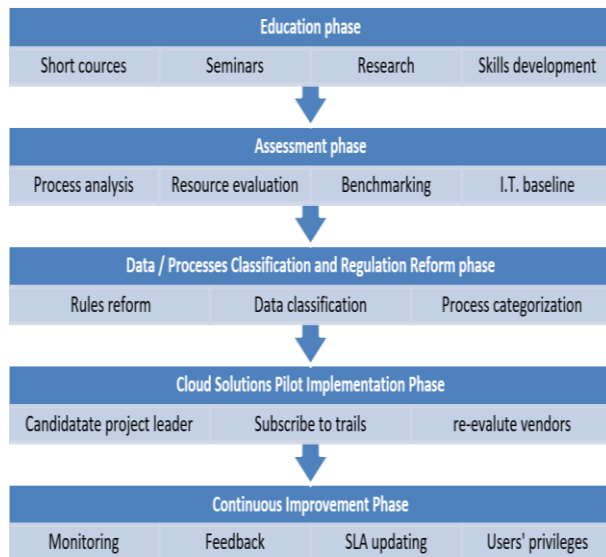 Education phase
Short cources Seminars Research Skills development
Assessment phase
Process analysis Resource evaluation Benchmarking I.T. baseline
Data / Processes Classification and Regulation Reform phase
Rules reform Data classification Process categorization
Cloud Solutions Pilot Implementation Phase
Candidatate project leader Subscribe to trails re-evalute vendors
Continuous Improvement Phase
Monitoring Feedback SLA updating Users' privileges